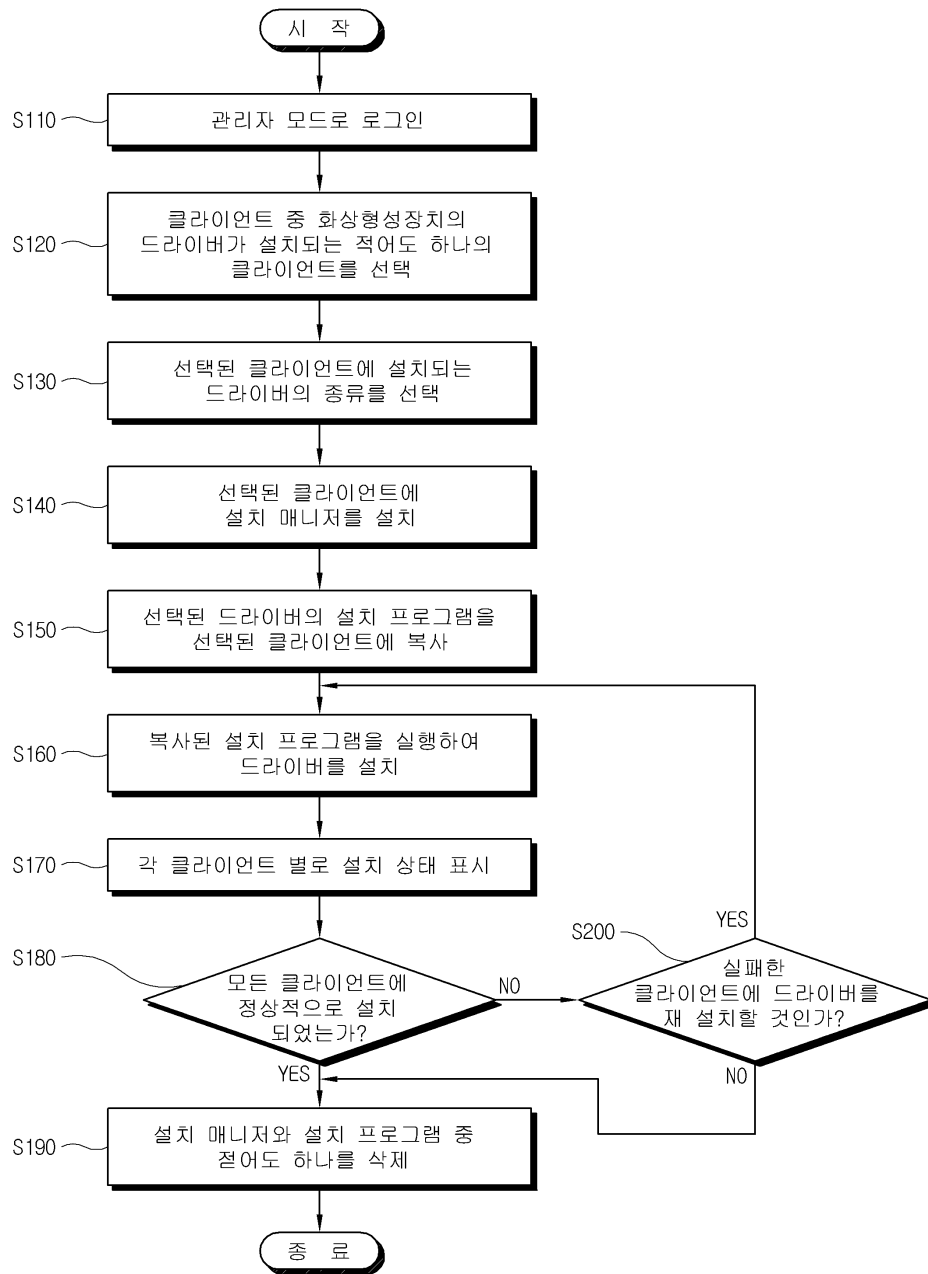 시 작
S110
관리자 모드로 로그인
S120
클라이언트 중 화상형성장치의
드라이버가 설치되는 적어도 하나의
클라이언트를 선택
S130
선택된 클라이언트에 설치되는
드라이버의 종류를 선택
S140
선택된 클라이언트에
설치 매니저를 설치
S150
선택된 드라이버의 설치 프로그램을
선택된 클라이언트에 복사
S160
복사된 설치 프로그램을 실행하여
드라이버를 설치
S170
각 클라이언트 별로 설치 상태 표시
S180
모든 클라이언트에
정상적으로 설치
되었는가?
NO
YES
S200
실패한
클라이언트에 드라이버를
재 설치할 것인가?
YES
NO
S190
설치 매니저와 설치 프로그램 중
젇어도 하나를 삭제
종 료